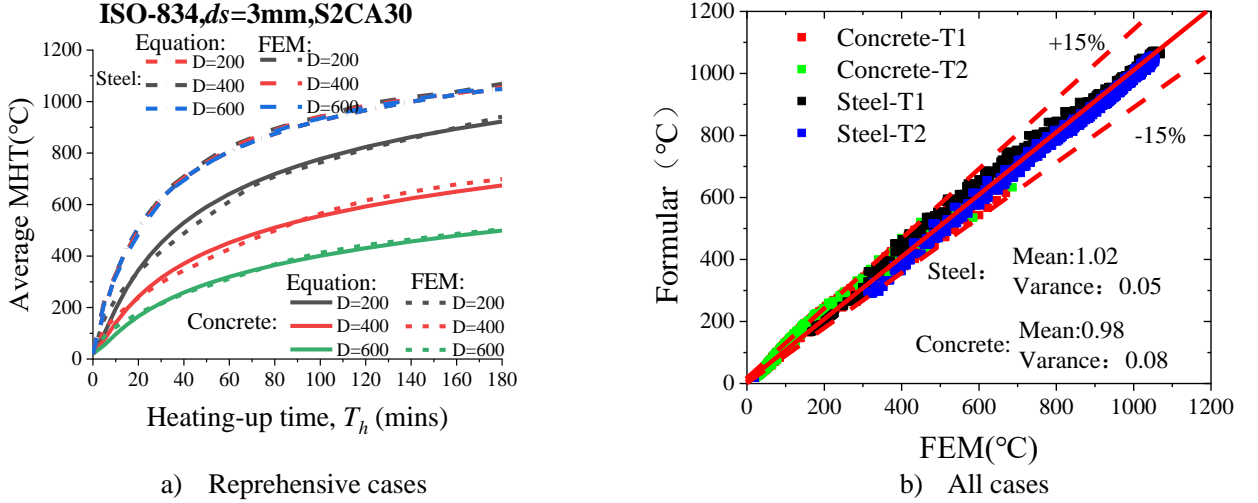 ISO-834,ds=3mm,S2CA30
Equation: FEM:
Steel:
D=200 D=200
D=400 D=400
D=600 D=600
Equation: FEM:
D=200 D=200
Concrete: D=400 D=400
D=600 D=600
Average MHT(°C)
1200
1000
800
600
400
200
0
0 20 40 60 80 100 120 140 160 180
Heating-up time, Th (mins)
a) Reprehensive cases
Concrete-T1
Concrete-T2
Steel-T1
Steel-T2
+15%
-15%
Steel： Mean:1.02
Varance：0.05
Concrete: Mean:0.98
Varance：0.08
Formular（°C）
1200
1000
800
600
400
200
0
0 200 400 600 800 1000 1200
FEM(°C)
b) All cases